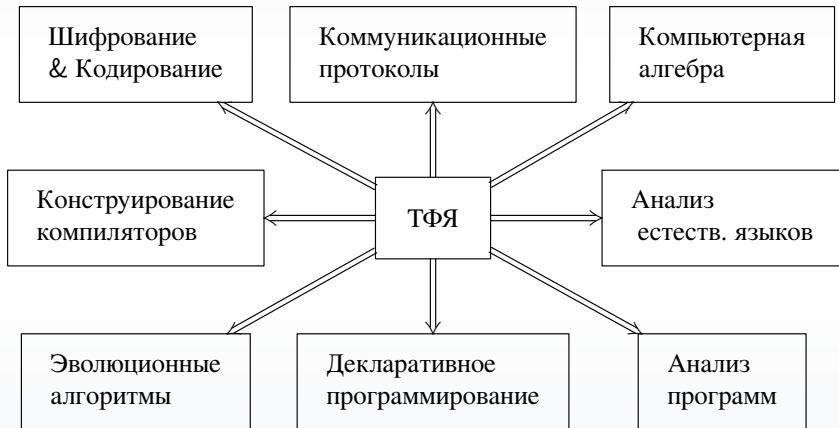 Шифрование
& Кодирование
Коммуникационные
протоколы
Компьютерная
алгебра
Конструирование
компиляторов
ТФЯ
Анализ
естеств. языков
Эволюционные
алгоритмы
Декларативное
программирование
Анализ
программ